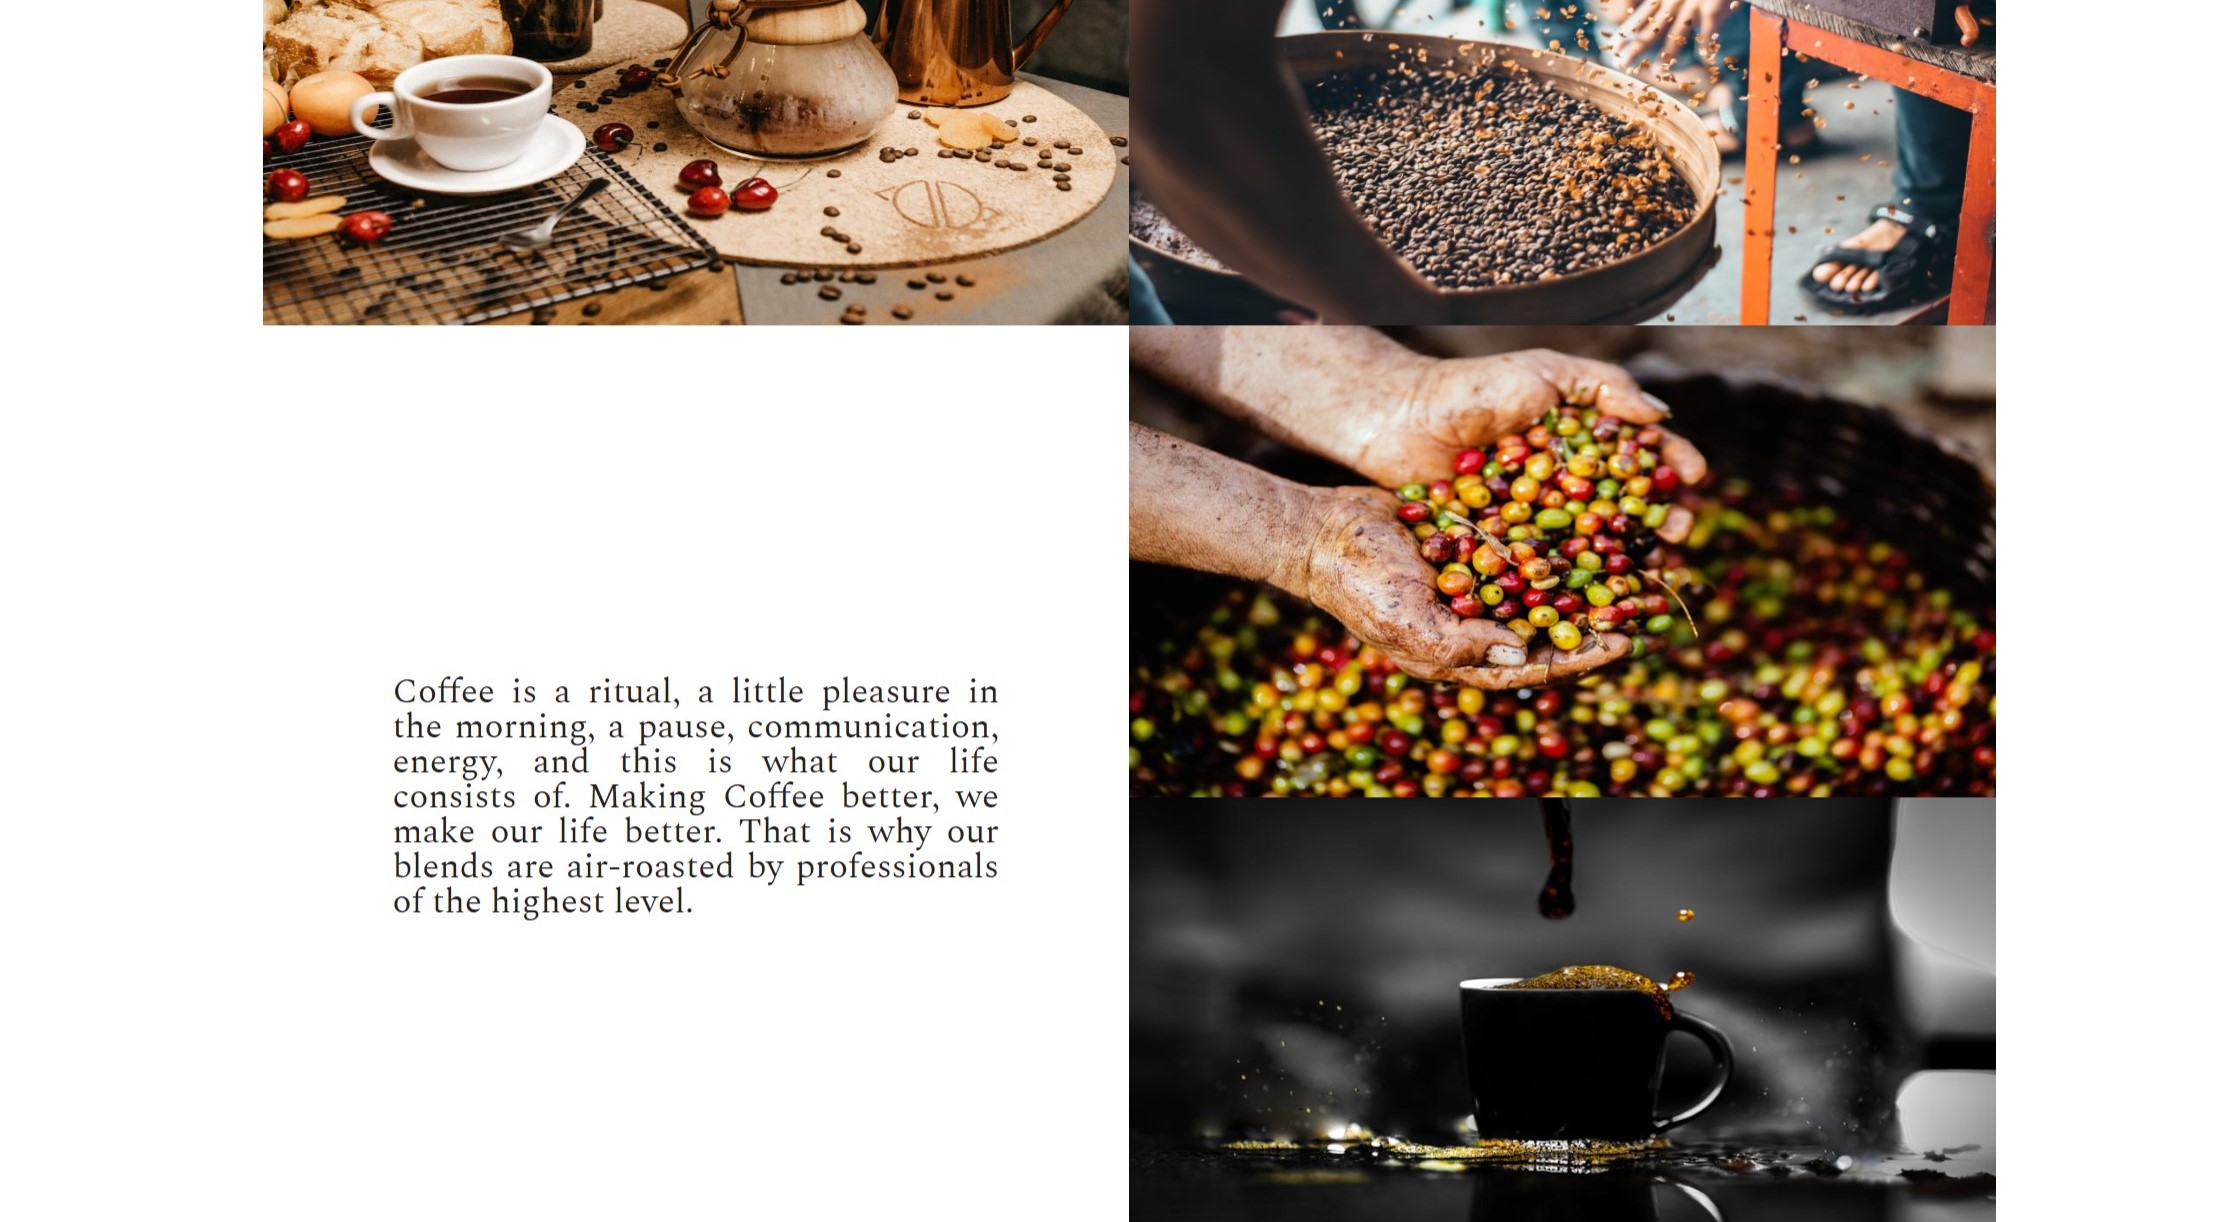 Coffee is a ritual, a little pleasure in
the morning, a pause, communication,
energy, and this is what our life
consists of. Making Coffee better, we
make our life better. That is why our
blends are air-roasted by professionals
of the highest level.